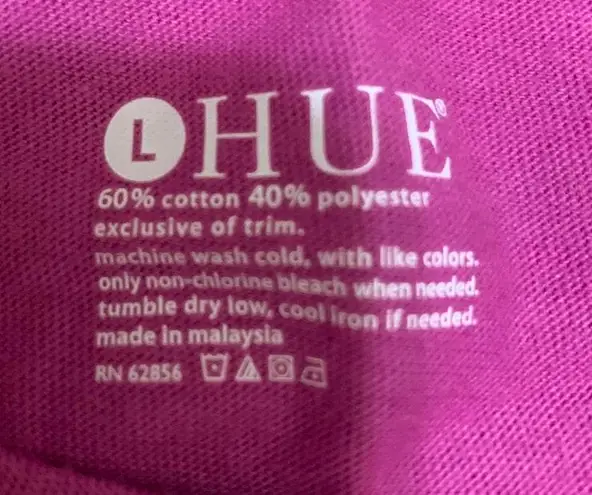 L HUE®
60% cotton 40% polyester
exclusive of trim.
machine wash cold, with like colors.
only non-chlorine bleach when needed.
tumble dry low, cool iron if needed.
made in malaysia
RN 62856